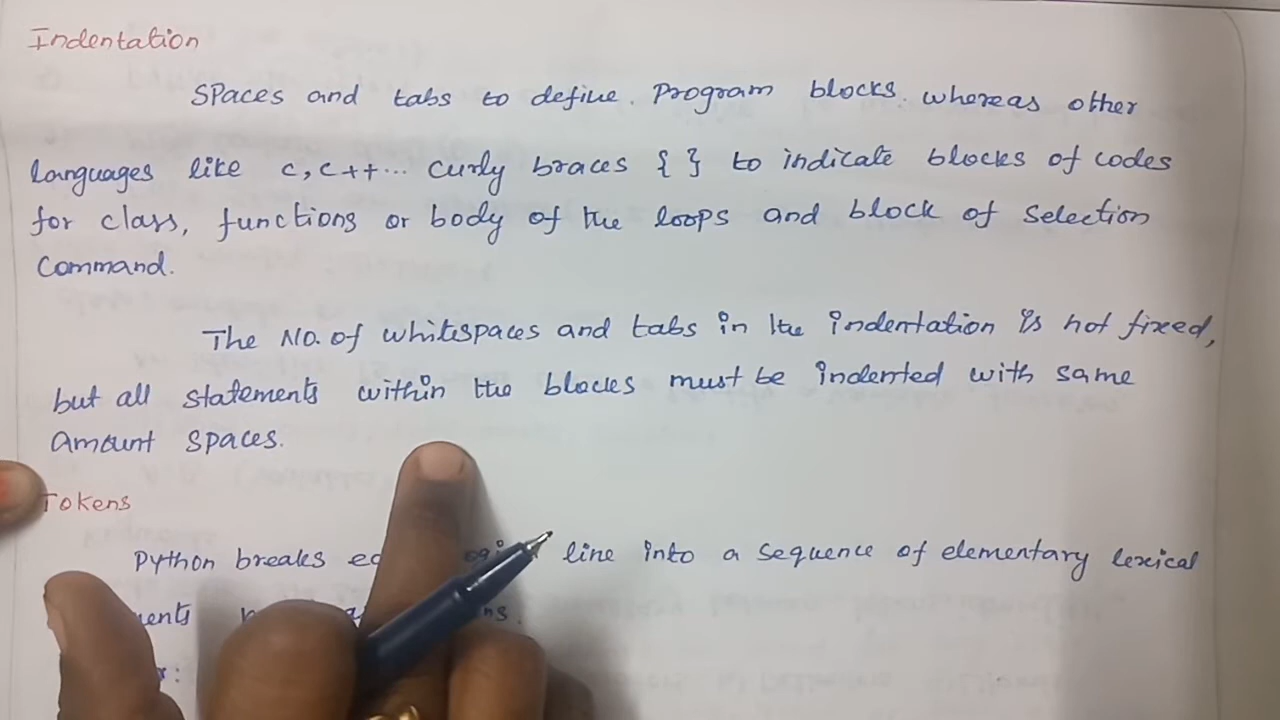 Indentation
Spaces and tabs to define. Program blocks. whereas other
languages like c, c++... curly braces { } to indicate blocks of codes
for class, functions or body of the loops and block of selection
command.
The No. of whitespaces and tabs in the indentation is not fixed,
but all statements within the blocks must be indented with same
amount spaces.
Tokens
Python breaks line into a sequence of elementary lexical